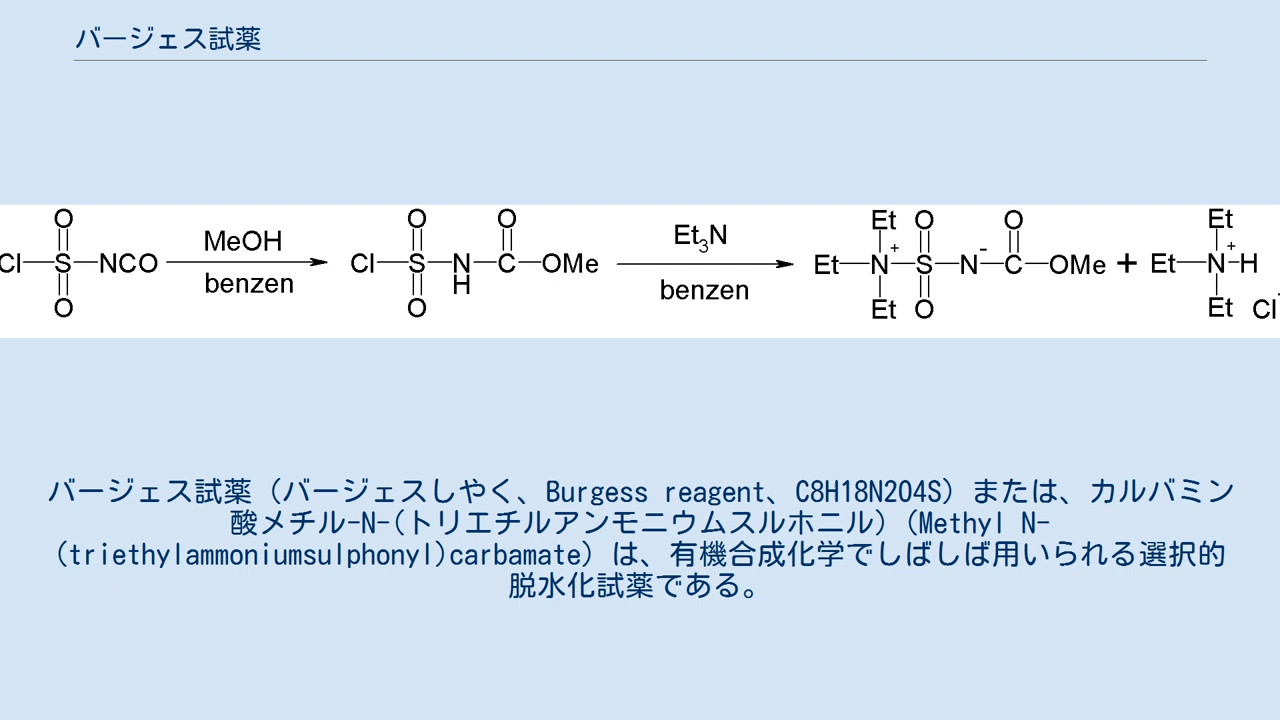 バージェス試薬
O O O Et O O Et
Cl S NCO MeOH benzen Cl S N H C OMe Et3N benzen Et N+ S N- C OMe + Et N+ H
O O Et O Et Cl-
バージェス試薬（バージェスしやく、Burgess reagent、C8H18N2O4S）または、カルバミン
酸メチル-N-(トリエチルアンモニウムスルホニル)（Methyl N-
(triethylammoniumsulphonyl)carbamate）は、有機合成化学でしばしば用いられる選択的
脱水化試薬である。